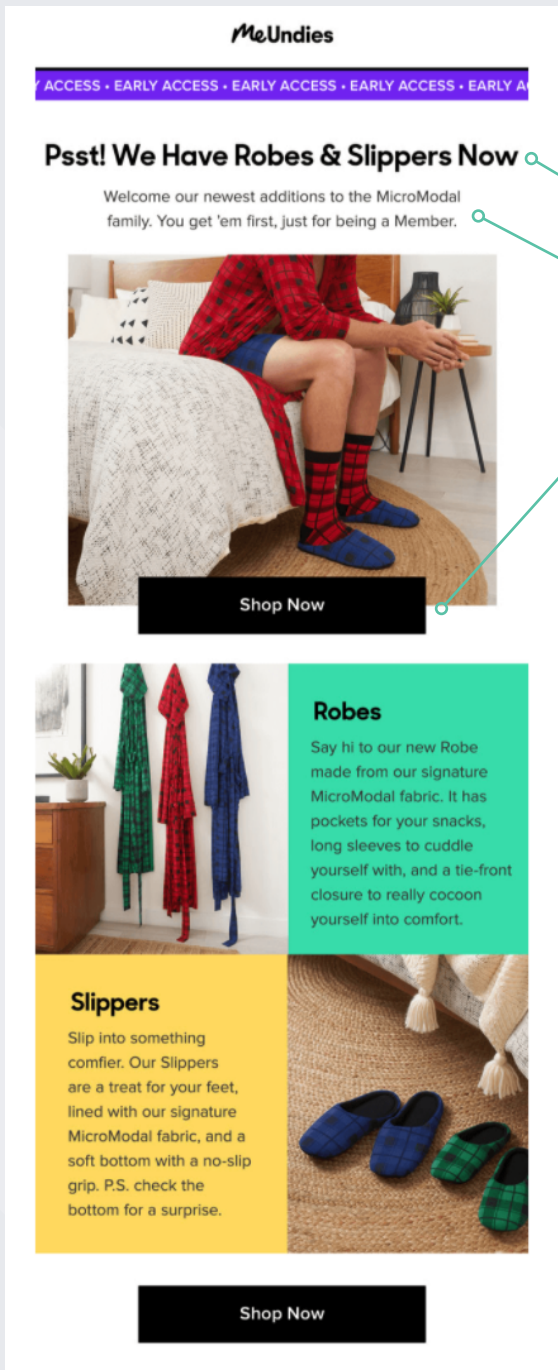 MeUndies
ACCESS • EARLY ACCESS • EARLY ACCESS • EARLY ACCESS • EARLY
Psst! We Have Robes & Slippers Now
Welcome our newest additions to the MicroModal
family. You get 'em first, just for being a Member.
Shop Now
Robes
Say hi to our new Robe
made from our signature
MicroModal fabric. It has
pockets for your snacks,
long sleeves to cuddle
yourself with, and a tie-front
closure to really cocoon
yourself into comfort.
Slippers
Slip into something
comfier. Our Slippers
are a treat for your feet,
lined with our signature
MicroModal fabric, and a
soft bottom with a no-slip
grip. P.S. check the
bottom for a surprise.
Shop Now